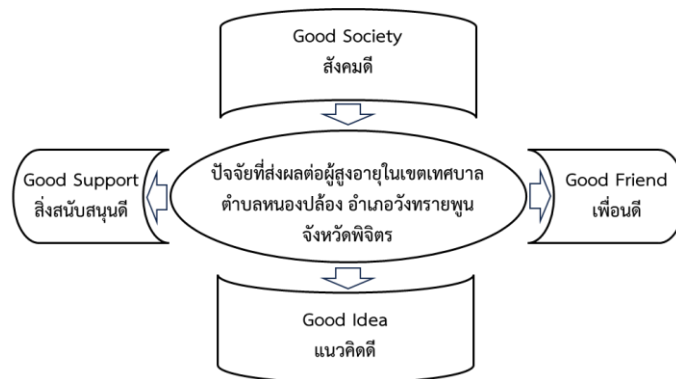 Good Society
สังคมดี
Good Support
สิ่งสนับสนุนดี
ปัจจัยที่ส่งผลต่อผู้สูงอายุในเขตเทศบาล
ตำบลหนองปล้อง อำเภอวังทรายพูน
จังหวัดพิจิตร
Good Friend
เพื่อนดี
Good Idea
แนวคิดดี